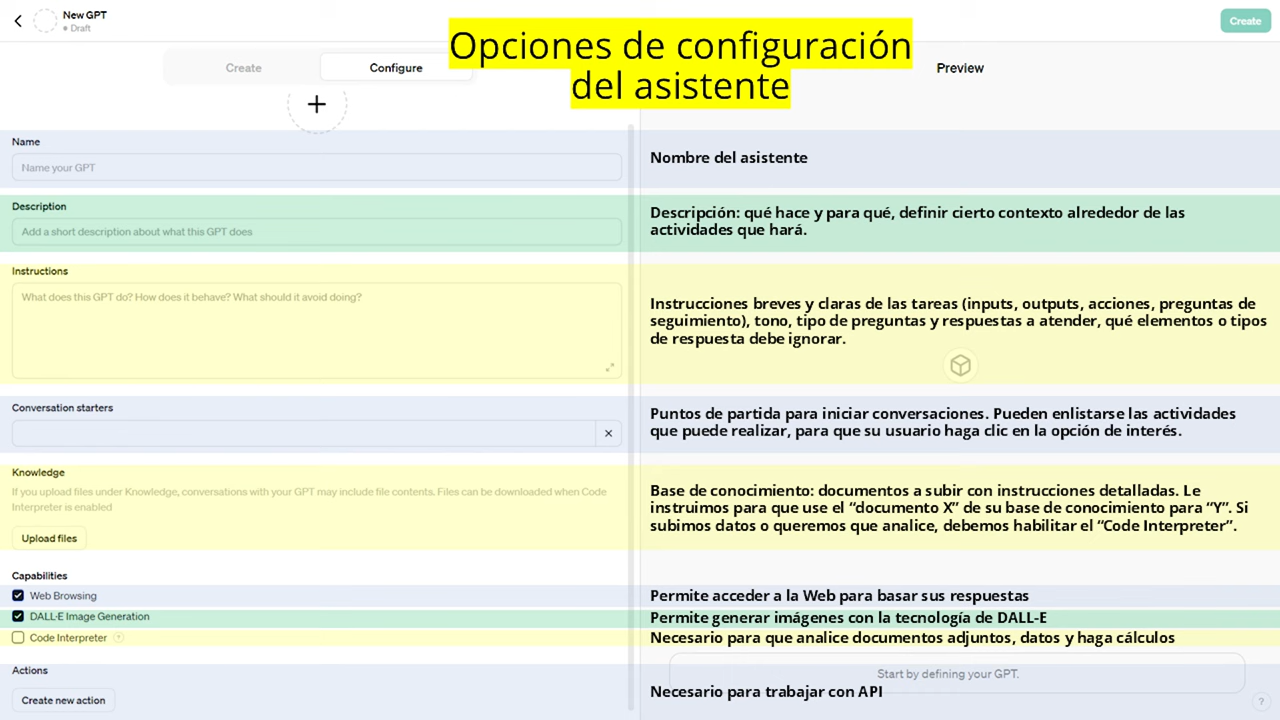 New GPT
Draft
Create
Opciones de configuración
del asistente
Create
Configure
Preview
Name
Name your GPT
Nombre del asistente
Description
Add a short description about what this GPT does
Descripción: qué hace y para qué, definir cierto contexto alrededor de las
actividades que hará.
Instructions
What does this GPT do? How does it behave? What should it avoid doing?
Instrucciones breves y claras de las tareas (inputs, outputs, acciones, preguntas de
seguimiento), tono, tipo de preguntas y respuestas a atender, qué elementos o tipos
de respuesta debe ignorar.
Conversation starters
Puntos de partida para iniciar conversaciones. Pueden enlistarse las actividades
que puede realizar, para que su usuario haga clic en la opción de interés.
Knowledge
If you upload files under Knowledge, conversations with your GPT may include file contents. Files can be downloaded when Code
Interpreter is enabled
Upload files
Base de conocimiento: documentos a subir con instrucciones detalladas. Le
instruimos para que use el “documento X” de su base de conocimiento para “Y”. Si
subimos datos o queremos que analice, debemos habilitar el “Code Interpreter”.
Capabilities
Web Browsing
Permite acceder a la Web para basar sus respuestas
DALL·E Image Generation
Permite generar imágenes con la tecnología de DALL-E
Code Interpreter ?
Necesario para que analice documentos adjuntos, datos y haga cálculos
Actions
Create new action
Start by defining your GPT.
Necesario para trabajar con API
?